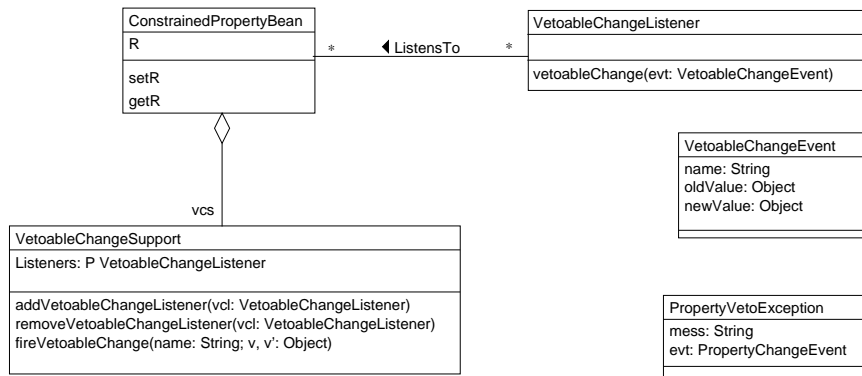 ConstrainedPropertyBean
R
setR
getR
* ◀ ListensTo *
VetoableChangeListener
vetoableChange(evt: VetoableChangeEvent)
VetoableChangeEvent
name: String
oldValue: Object
newValue: Object
vcs
VetoableChangeSupport
Listeners: P VetoableChangeListener
addVetoableChangeListener(vcl: VetoableChangeListener)
removeVetoableChangeListener(vcl: VetoableChangeListener)
fireVetoableChange(name: String; v, v': Object)
PropertyVetoException
mess: String
evt: PropertyChangeEvent